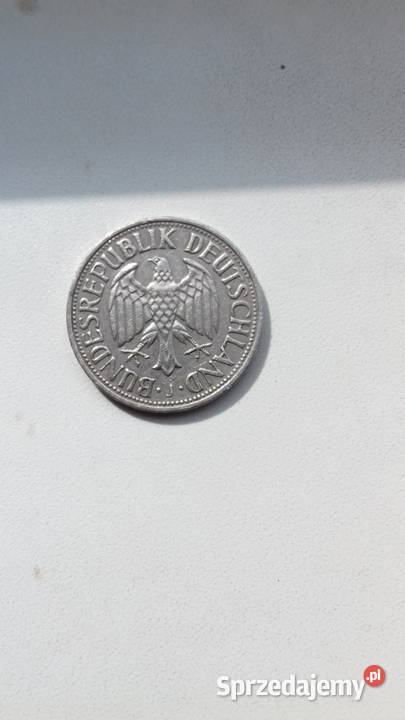 BUNDESREPUBLIK DEUTSCHLAND
· J ·
Sprzedajemy.pl